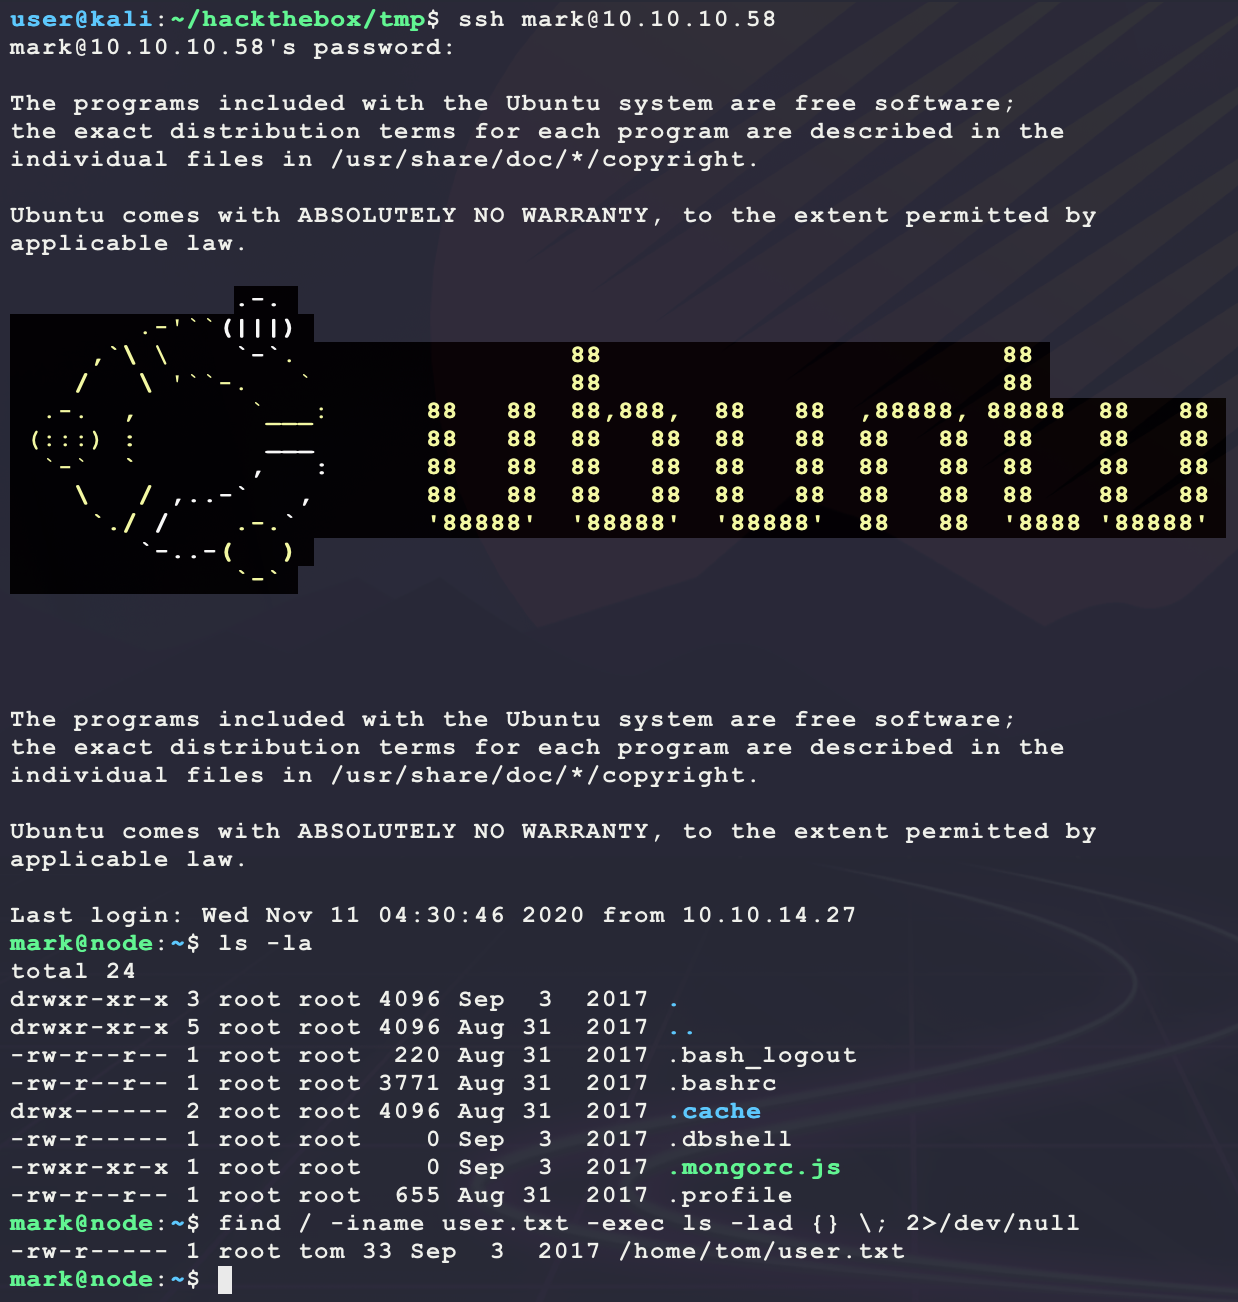 user@kali:~/hackthebox/tmp$ ssh mark@10.10.10.58
mark@10.10.10.58's password:
The programs included with the Ubuntu system are free software;
the exact distribution terms for each program are described in the
individual files in /usr/share/doc/*/copyright.
Ubuntu comes with ABSOLUTELY NO WARRANTY, to the extent permitted by
applicable law.
              .-.
        .-'``(|||)
     ,`\ \    `-`.                 88                         88
    /   \ '``-.   `                88                         88
  .-.  ,       `___:      88   88  88,888,  88   88  ,88888, 88888  88   88
 (:::) :        ___       88   88  88   88  88   88  88   88  88    88   88
  `-`  `       ,   :      88   88  88   88  88   88  88   88  88    88   88
    \   / ,..-`   ,       88   88  88   88  88   88  88   88  88    88   88
     `./ /    .-.`        '88888'  '88888'  '88888'  88   88  '8888 '88888'
        `-..-(   )
              `-`
The programs included with the Ubuntu system are free software;
the exact distribution terms for each program are described in the
individual files in /usr/share/doc/*/copyright.
Ubuntu comes with ABSOLUTELY NO WARRANTY, to the extent permitted by
applicable law.
Last login: Wed Nov 11 04:30:46 2020 from 10.10.14.27
mark@node:~$ ls -la
total 24
drwxr-xr-x 3 root root 4096 Sep  3  2017 .
drwxr-xr-x 5 root root 4096 Aug 31  2017 ..
-rw-r--r-- 1 root root  220 Aug 31  2017 .bash_logout
-rw-r--r-- 1 root root 3771 Aug 31  2017 .bashrc
drwx------ 2 root root 4096 Aug 31  2017 .cache
-rw-r----- 1 root root    0 Sep  3  2017 .dbshell
-rwxr-xr-x 1 root root    0 Sep  3  2017 .mongorc.js
-rw-r--r-- 1 root root  655 Aug 31  2017 .profile
mark@node:~$ find / -iname user.txt -exec ls -lad {} \; 2>/dev/null
-rw-r----- 1 root tom 33 Sep  3  2017 /home/tom/user.txt
mark@node:~$